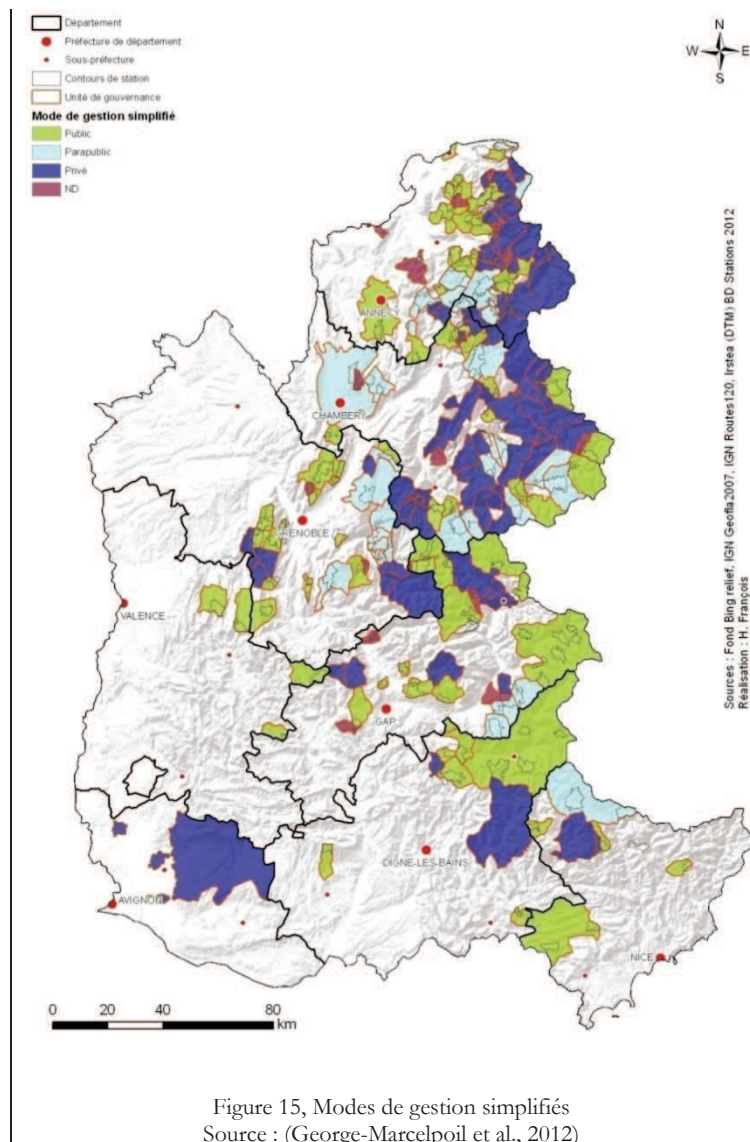 Département
Préfecture de département
Sous-préfecture
Contours de station
Unité de gouvernance
Mode de gestion simplifié
Public
Parapublic
Privé
ND
N
W E
S
ANNECY
CHAMBERY
GRENOBLE
VALENCE
GAP
DIGNE-LES-BAINS
AVIGNON
NICE
0 20 40 80
km
Sources : Fond Bing relief, IGN Geofla2007, IGN Routes120, Irstea (DTM) BD Stations 2012
Réalisation : H. François
Figure 15, Modes de gestion simplifiés
Source : (George-Marcelpoil et al., 2012)